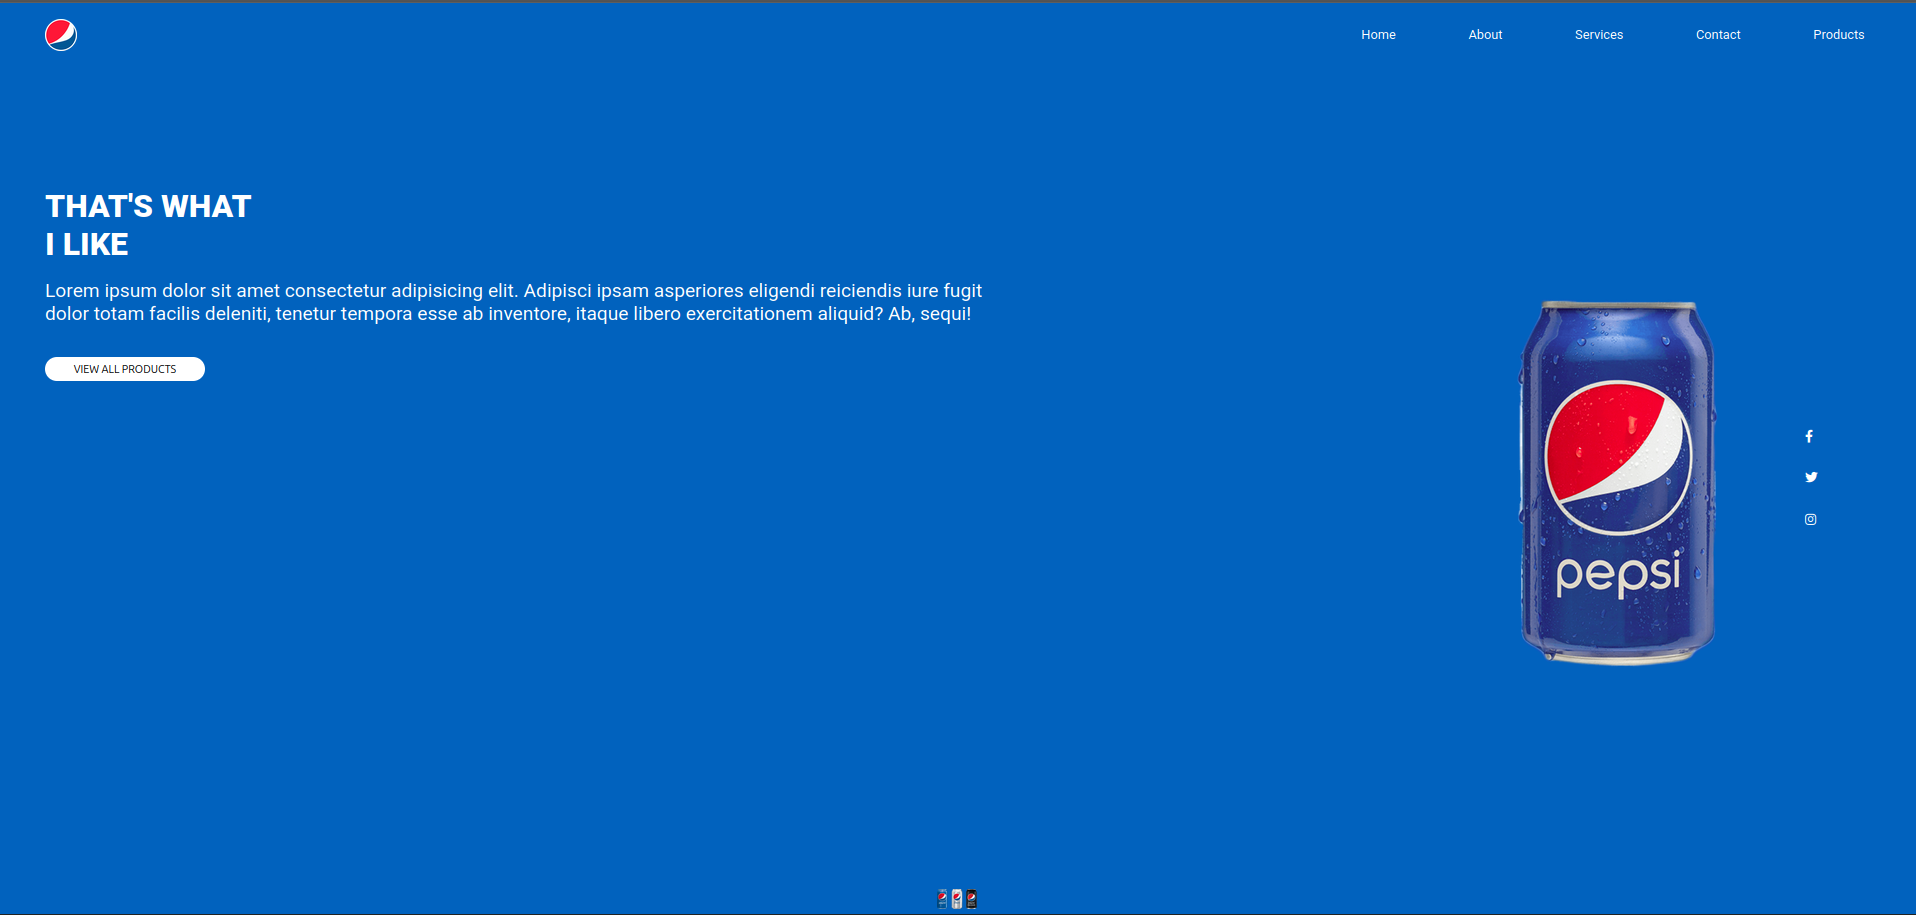 Home About Services Contact Products
THAT'S WHAT
I LIKE
Lorem ipsum dolor sit amet consectetur adipisicing elit. Adipisci ipsam asperiores eligendi reiciendis iure fugit
dolor totam facilis deleniti, tenetur tempora esse ab inventore, itaque libero exercitationem aliquid? Ab, sequi!
VIEW ALL PRODUCTS
pepsi